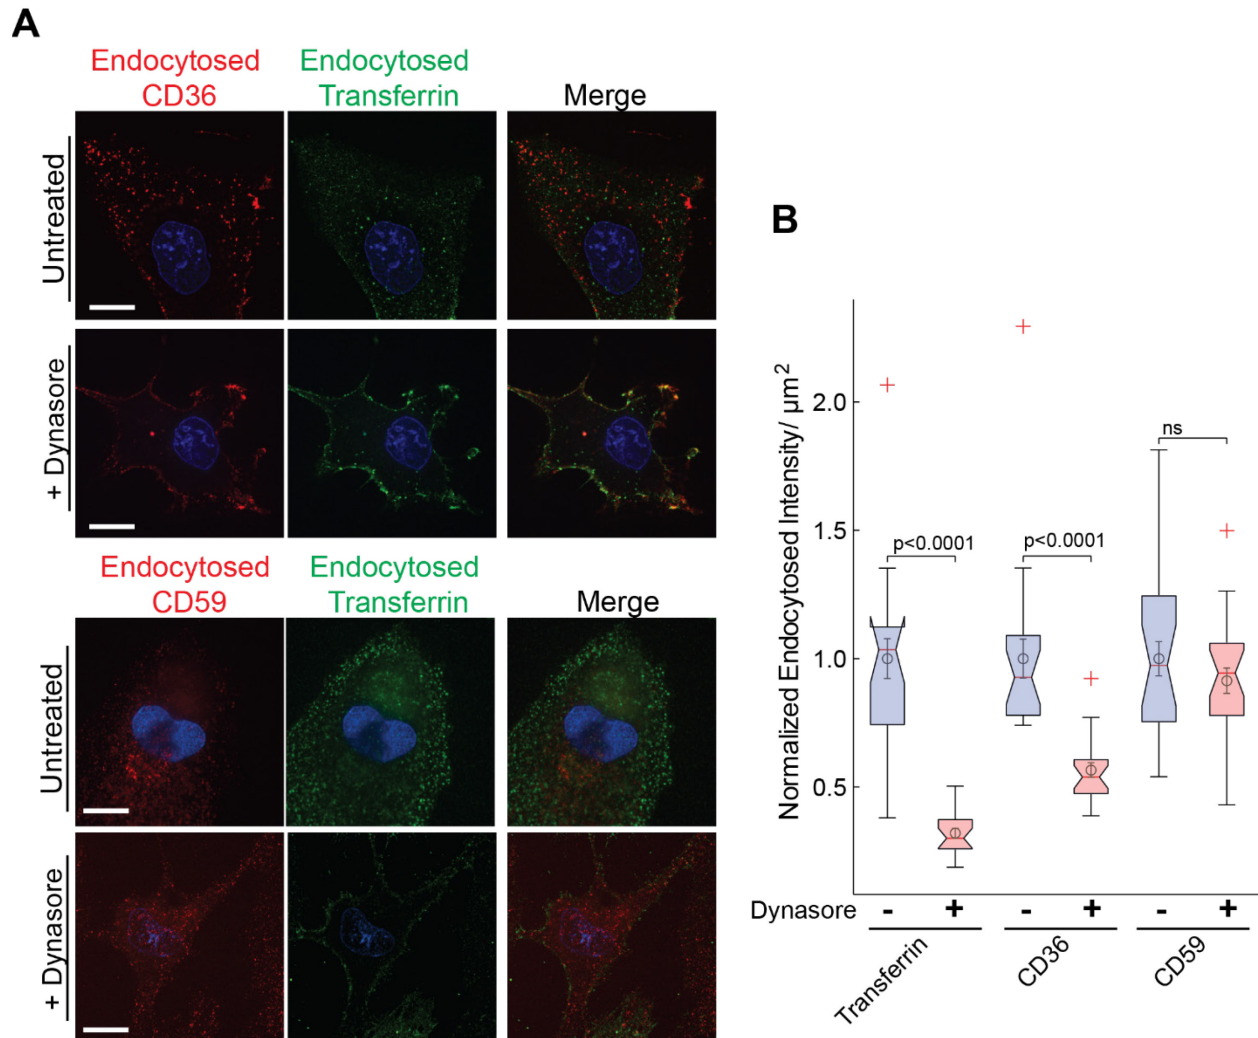 A
Endocytosed
CD36
Endocytosed
Transferrin
Merge
Untreated
+ Dynasore
Endocytosed
CD59
Endocytosed
Transferrin
Merge
Untreated
+ Dynasore
B
Normalized Endocytosed Intensity/ µm²
2.0
1.5
1.0
0.5
p<0.0001
p<0.0001
ns
Dynasore - + - + - +
Transferrin
CD36
CD59